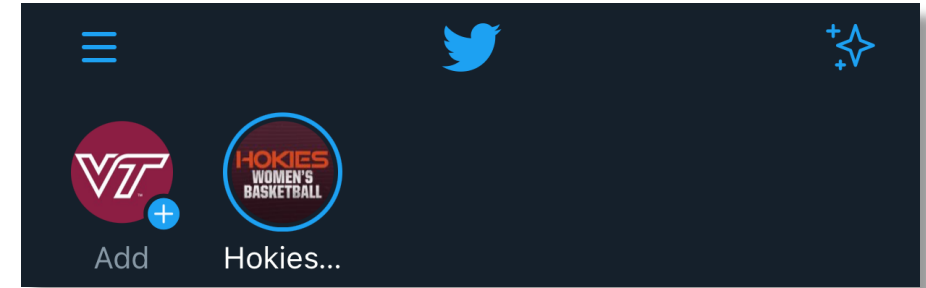 VT
HOKIES
WOMEN'S
BASKETBALL
Add
Hokies...